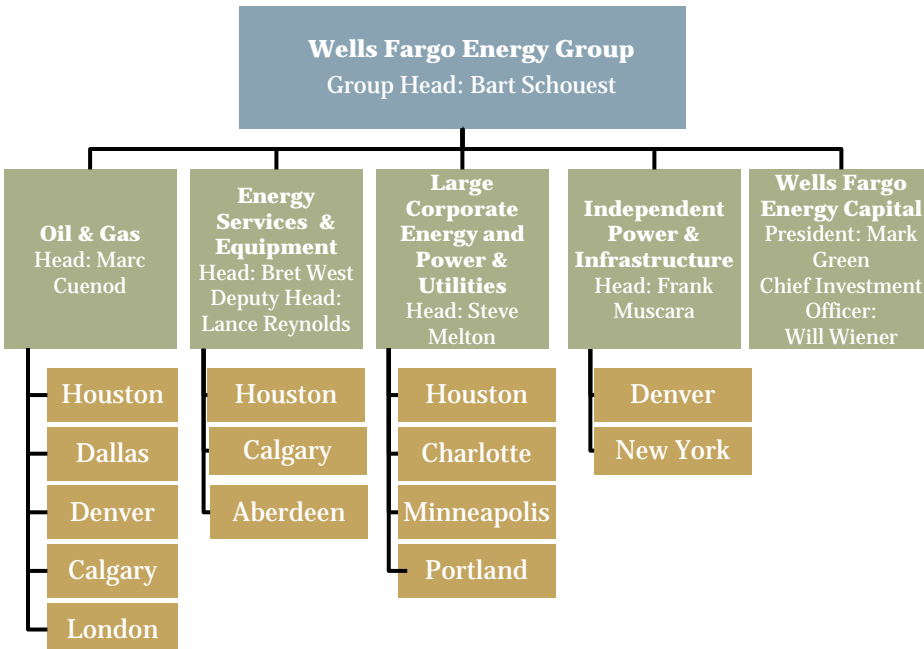 Wells Fargo Energy Group
Group Head: Bart Schouest
Oil & Gas
Head: Marc
Cuenod
Houston
Dallas
Denver
Calgary
London
Energy
Services & 
Equipment
Head: Bret West
Deputy Head:
Lance Reynolds
Houston
Calgary
Aberdeen
Large
Corporate
Energy and
Power &
Utilities
Head: Steve
Melton
Houston
Charlotte
Minneapolis
Portland
Independent
Power &
Infrastructure
Head: Frank
Muscara
Denver
New York
Wells Fargo
Energy Capital
President: Mark
Green
Chief Investment
Officer:
Will Wiener